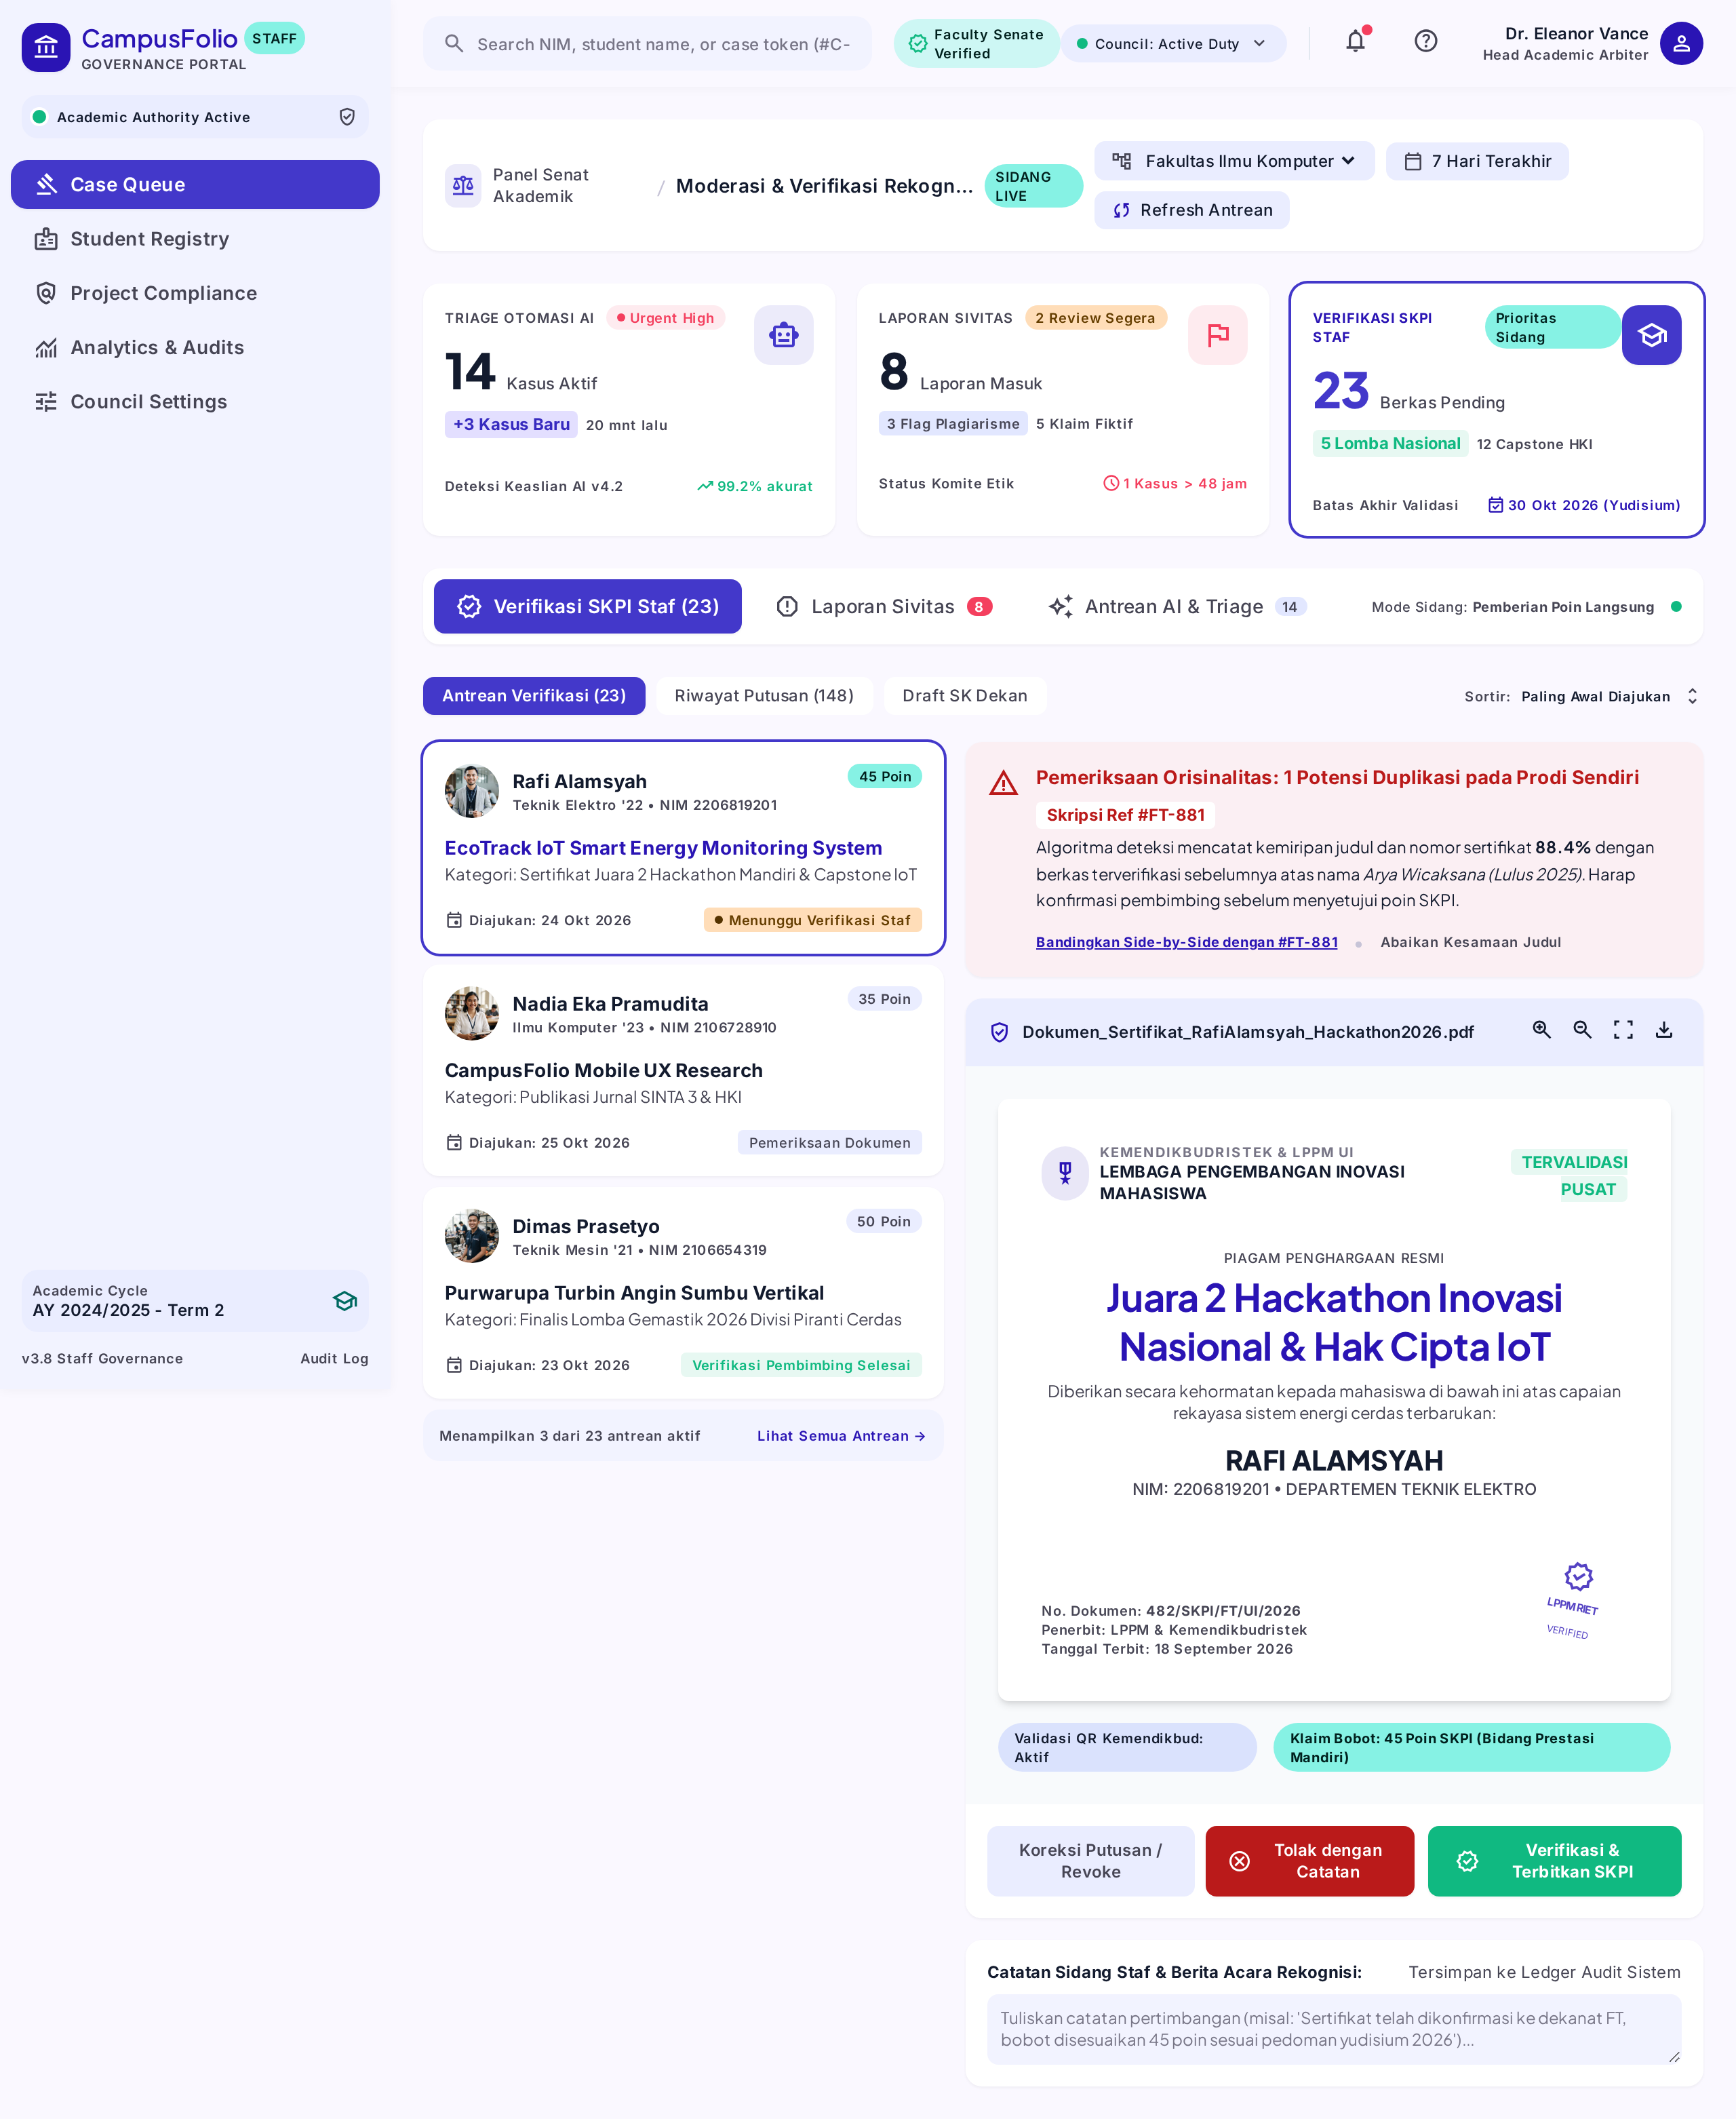 CampusFolio STAFF
GOVERNANCE PORTAL
Academic Authority Active
Case Queue
Student Registry
Project Compliance
Analytics & Audits
Council Settings
Academic Cycle
AY 2024/2025 - Term 2
v3.8 Staff Governance Audit Log
Search NIM, student name, or case token (#C-
Faculty Senate
Verified
Council: Active Duty
Dr. Eleanor Vance
Head Academic Arbiter
Panel Senat
Akademik
/ Moderasi & Verifikasi Rekogn...
SIDANG
LIVE
Fakultas Ilmu Komputer
7 Hari Terakhir
Refresh Antrean
TRIAGE OTOMASI AI Urgent High
14 Kasus Aktif
+3 Kasus Baru 20 mnt lalu
Deteksi Keaslian AI v4.2 99.2% akurat
LAPORAN SIVITAS 2 Review Segera
8 Laporan Masuk
3 Flag Plagiarisme 5 Klaim Fiktif
Status Komite Etik 1 Kasus > 48 jam
VERIFIKASI SKPI
STAF
Prioritas
Sidang
23 Berkas Pending
5 Lomba Nasional 12 Capstone HKI
Batas Akhir Validasi 30 Okt 2026 (Yudisium)
Verifikasi SKPI Staf (23)
Laporan Sivitas 8
Antrean AI & Triage 14
Mode Sidang: Pemberian Poin Langsung
Antrean Verifikasi (23)
Riwayat Putusan (148)
Draft SK Dekan
Sortir: Paling Awal Diajukan
Rafi Alamsyah 45 Poin
Teknik Elektro '22 • NIM 2206819201
EcoTrack IoT Smart Energy Monitoring System
Kategori: Sertifikat Juara 2 Hackathon Mandiri & Capstone IoT
Diajukan: 24 Okt 2026 Menunggu Verifikasi Staf
Nadia Eka Pramudita 35 Poin
Ilmu Komputer '23 • NIM 2106728910
CampusFolio Mobile UX Research
Kategori: Publikasi Jurnal SINTA 3 & HKI
Diajukan: 25 Okt 2026 Pemeriksaan Dokumen
Dimas Prasetyo 50 Poin
Teknik Mesin '21 • NIM 2106654319
Purwarupa Turbin Angin Sumbu Vertikal
Kategori: Finalis Lomba Gemastik 2026 Divisi Piranti Cerdas
Diajukan: 23 Okt 2026 Verifikasi Pembimbing Selesai
Menampilkan 3 dari 23 antrean aktif Lihat Semua Antrean →
Pemeriksaan Orisinalitas: 1 Potensi Duplikasi pada Prodi Sendiri
Skripsi Ref #FT-881
Algoritma deteksi mencatat kemiripan judul dan nomor sertifikat 88.4% dengan
berkas terverifikasi sebelumnya atas nama Arya Wicaksana (Lulus 2025). Harap
konfirmasi pembimbing sebelum menyetujui poin SKPI.
Bandingkan Side-by-Side dengan #FT-881 • Abaikan Kesamaan Judul
Dokumen_Sertifikat_RafiAlamsyah_Hackathon2026.pdf
KEMENDIKBUDRISTEK & LPPM UI
LEMBAGA PENGEMBANGAN INOVASI
MAHASISWA
TERVALIDASI
PUSAT
PIAGAM PENGHARGAAN RESMI
Juara 2 Hackathon Inovasi
Nasional & Hak Cipta IoT
Diberikan secara kehormatan kepada mahasiswa di bawah ini atas capaian
rekayasa sistem energi cerdas terbarukan:
RAFI ALAMSYAH
NIM: 2206819201 • DEPARTEMEN TEKNIK ELEKTRO
No. Dokumen: 482/SKPI/FT/UI/2026
Penerbit: LPPM & Kemendikbudristek
Tanggal Terbit: 18 September 2026
LPPM RIET
VERIFIED
Validasi QR Kemendikbud:
Aktif
Klaim Bobot: 45 Poin SKPI (Bidang Prestasi
Mandiri)
Koreksi Putusan /
Revoke
Tolak dengan
Catatan
Verifikasi &
Terbitkan SKPI
Catatan Sidang Staf & Berita Acara Rekognisi: Tersimpan ke Ledger Audit Sistem
Tuliskan catatan pertimbangan (misal: 'Sertifikat telah dikonfirmasi ke dekanat FT,
bobot disesuaikan 45 poin sesuai pedoman yudisium 2026')...